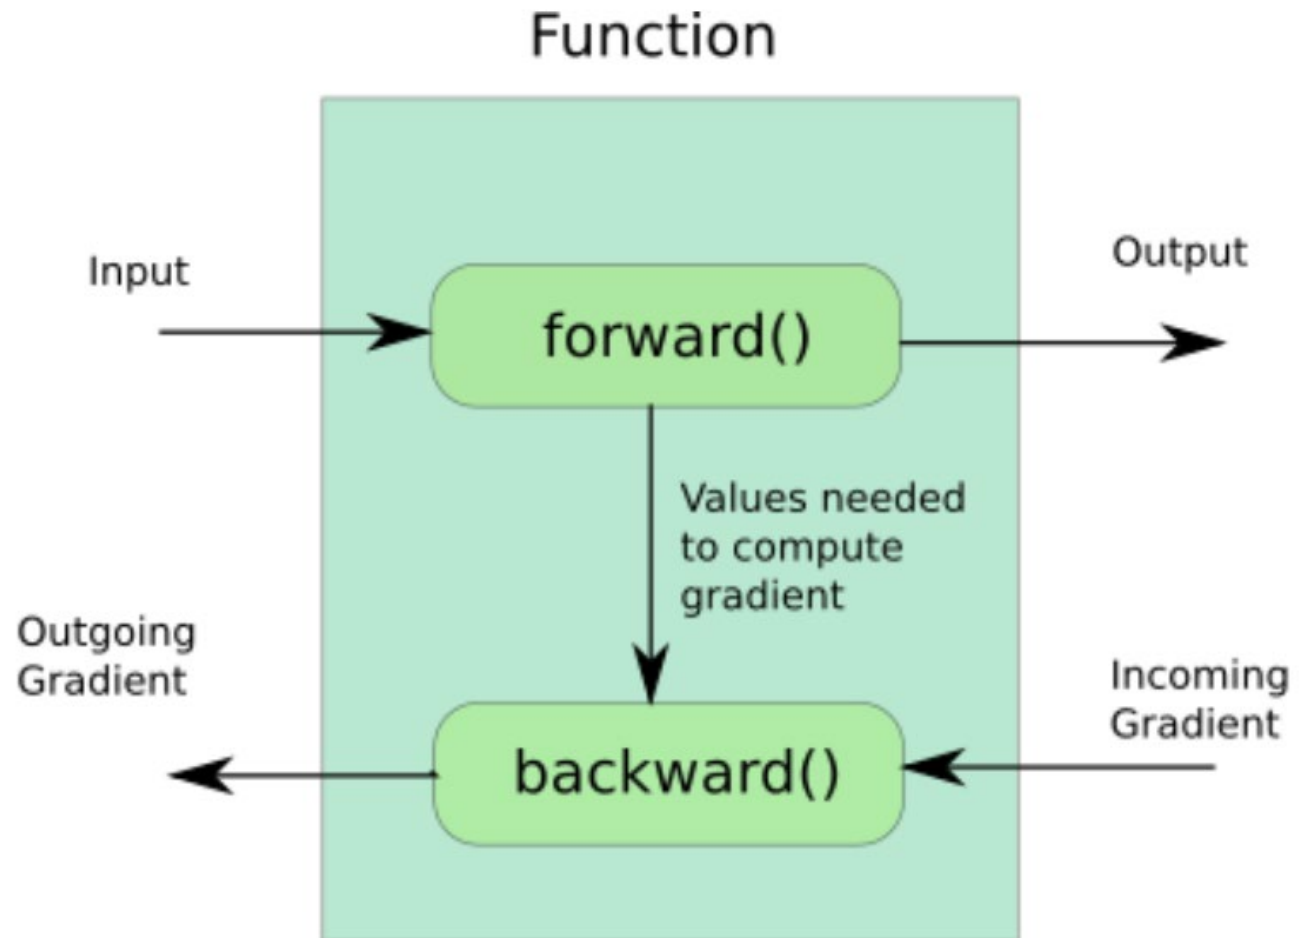 Function
Input
Output
forward()
Values needed
to compute
gradient
Outgoing
Gradient
Incoming
Gradient
backward()